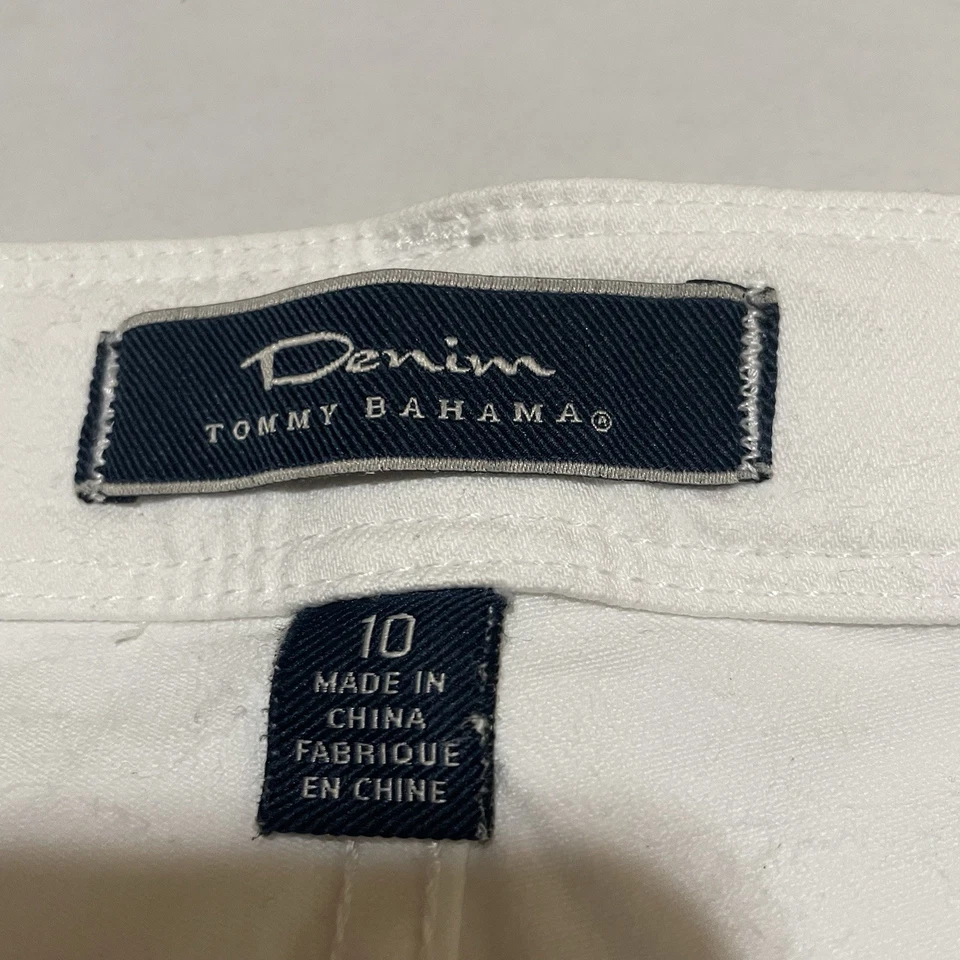 Denim
TOMMY BAHAMA®
10
MADE IN
CHINA
FABRIQUE
EN CHINE